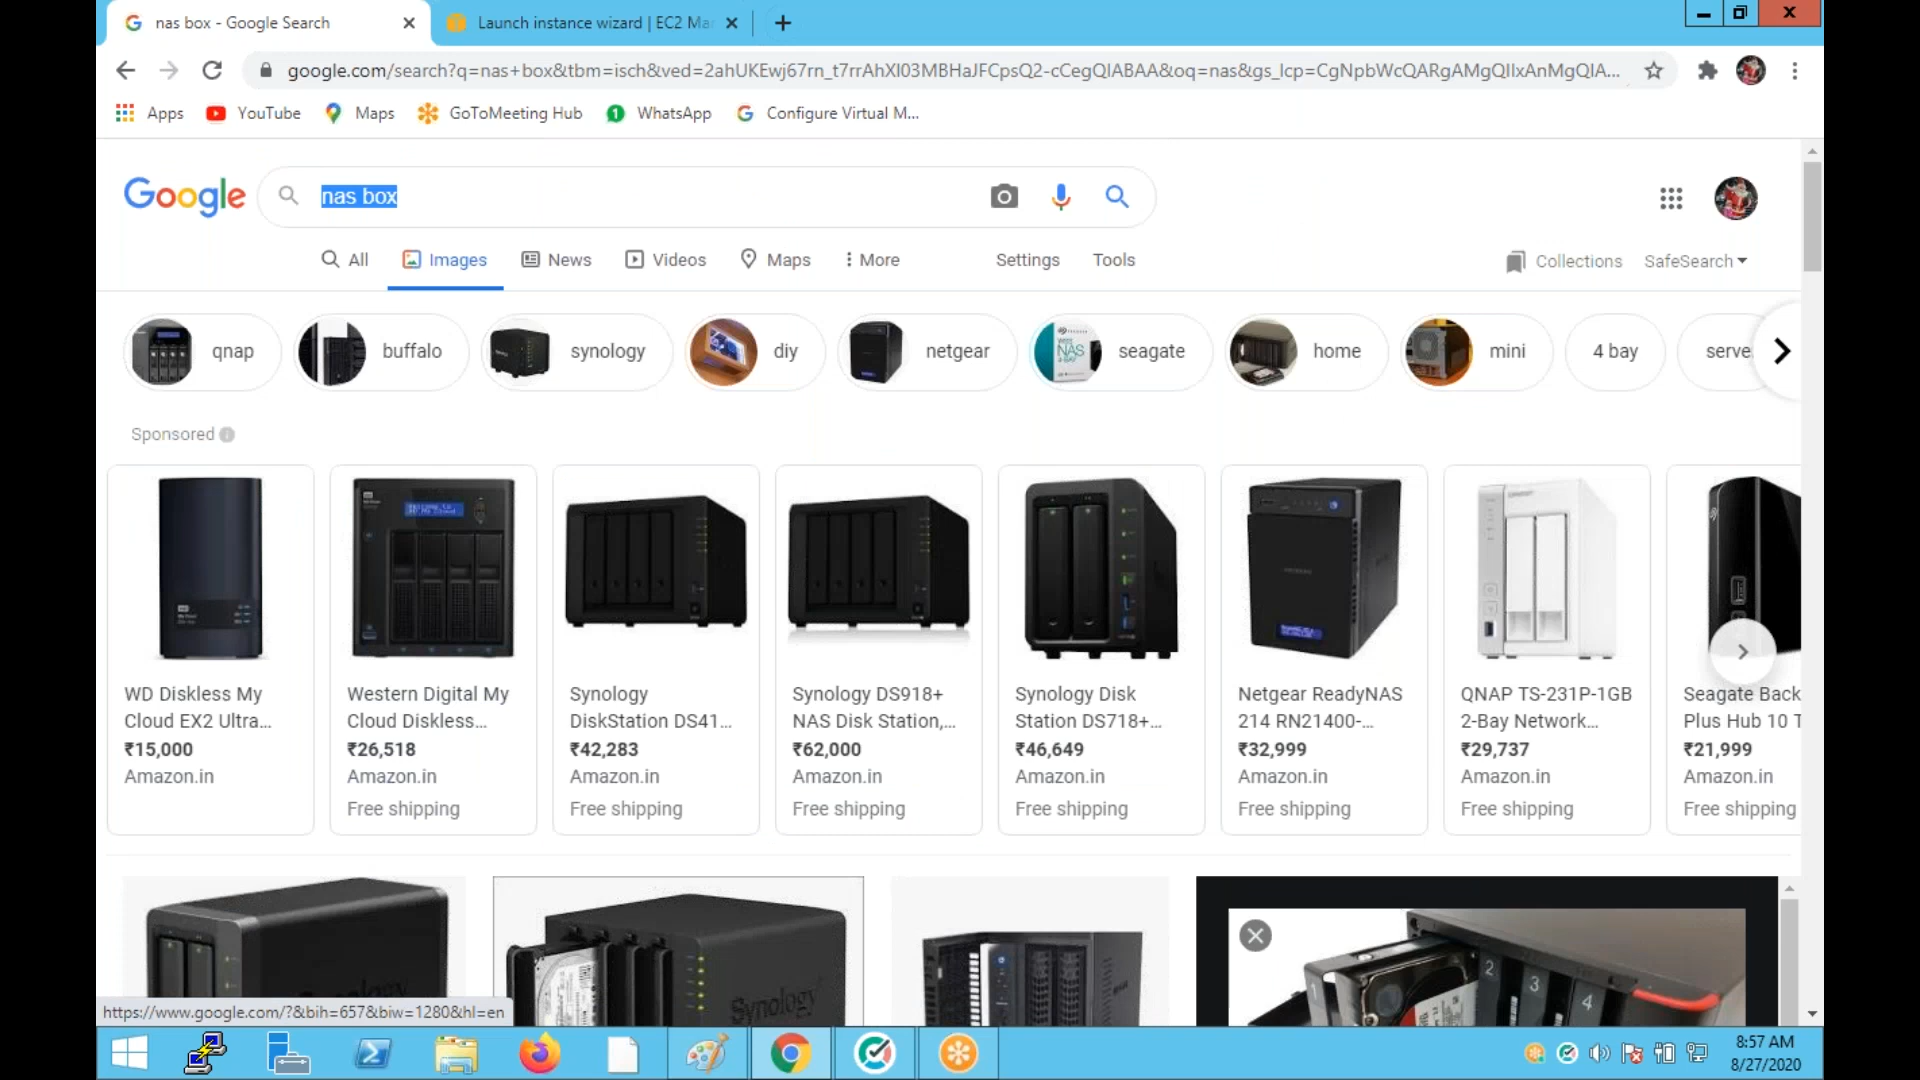 nas box - Google Search
Launch instance wizard | EC2 Ma
google.com/search?q=nas+box&tbm=isch&ved=2ahUKEwj67rn_t7rrAhXl03MBHaJFCpsQ2-cCegQIABAA&oq=nas&gs_lcp=CgNpbWcQARgAMgQIIxAnMgQIA...
Apps YouTube Maps GoToMeeting Hub WhatsApp Configure Virtual M...
Google nas box
All Images News Videos Maps More Settings Tools Collections SafeSearch
qnap buffalo synology diy netgear seagate home mini 4 bay serve
Sponsored
WD Diskless My Cloud EX2 Ultra...
₹15,000
Amazon.in
Western Digital My Cloud Diskless...
₹26,518
Amazon.in
Free shipping
Synology DiskStation DS41...
₹42,283
Amazon.in
Free shipping
Synology DS918+ NAS Disk Station,...
₹62,000
Amazon.in
Free shipping
Synology Disk Station DS718+...
₹46,649
Amazon.in
Free shipping
Netgear ReadyNAS 214 RN21400-...
₹32,999
Amazon.in
Free shipping
QNAP TS-231P-1GB 2-Bay Network...
₹29,737
Amazon.in
Free shipping
Seagate Back Plus Hub 10 T
₹21,999
Amazon.in
Free shipping
Synology
1 2 3 4
https://www.google.com/?&bih=657&biw=1280&hl=en
8:57 AM
8/27/2020